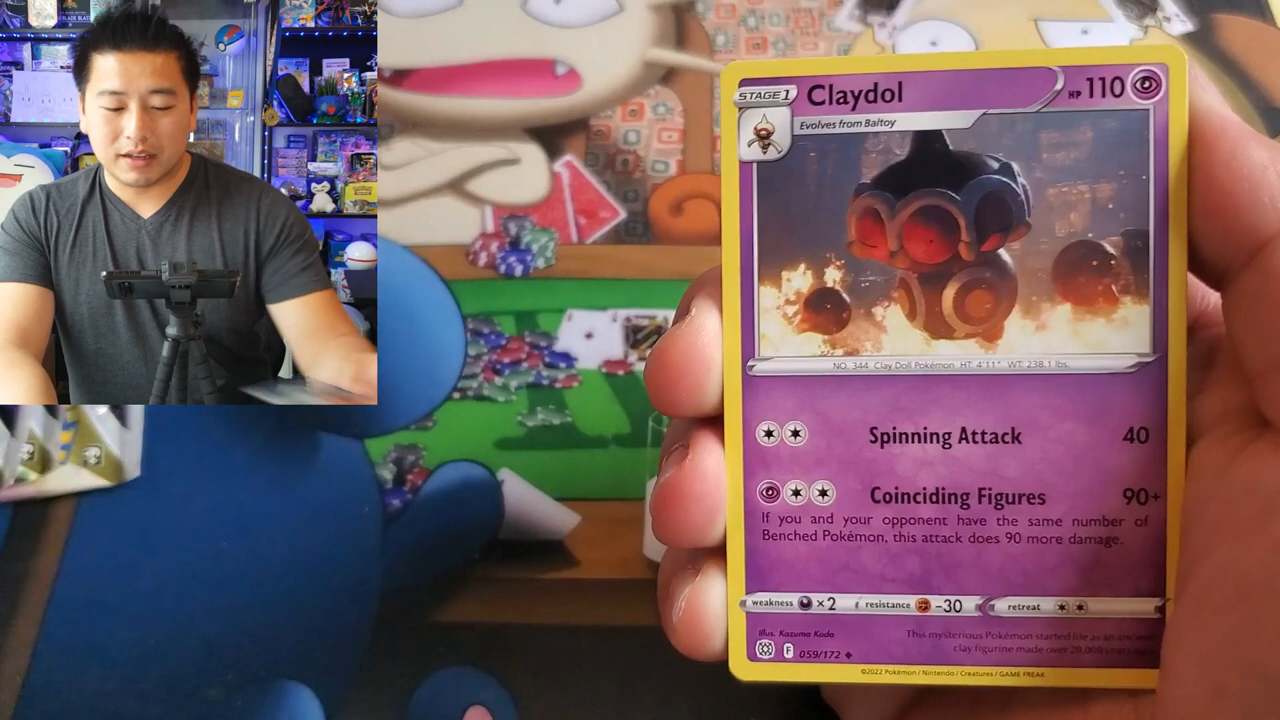 STAGE 1
Claydol
HP 110
Evolves from Baltoy
NO. 344 Clay Doll Pokémon HT: 4'11" WT: 238.1 lbs.
Spinning Attack 40
Coinciding Figures 90+
If you and your opponent have the same number of
Benched Pokémon, this attack does 90 more damage.
weakness ×2 resistance -30 retreat
Illus. Kazuma Koda
This mysterious Pokémon started life as an ancient
clay figurine made over 20,000 years ago.
F 059/172
©2022 Pokémon / Nintendo / Creatures / GAME FREAK